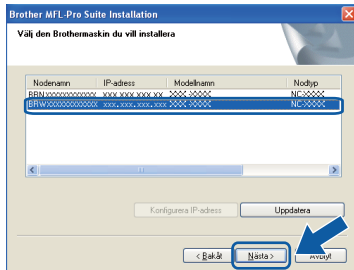 Brother MFL-Pro Suite Installation
Välj den Brothermaskin du vill installera
Nodenamn IP-adress Modellnamn Nodtyp
BRNxxxxxxxxxxxx xxx.xxx.xxx.xx XXX-XXXX NC-XXXX
BRWxxxxxxxxxxxx xxx.xxx.xxx.xxx XXX-XXXX NC-XXXX
Konfigurera IP-adress Uppdatera
< Bakåt Nästa > Avbryt